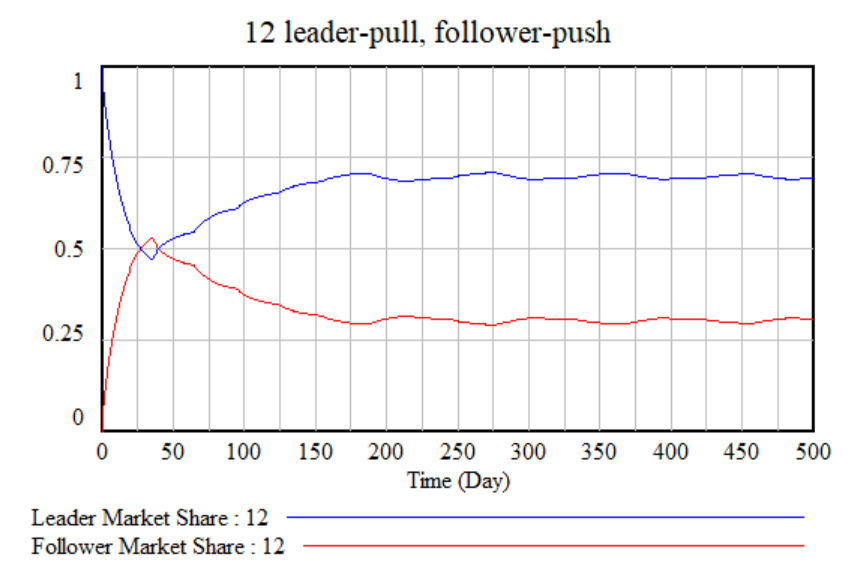 12 leader-pull, follower-push
1
0.75
0.5
0.25
0
0 50 100 150 200 250 300 350 400 450 500
Time (Day)
Leader Market Share : 12
Follower Market Share : 12